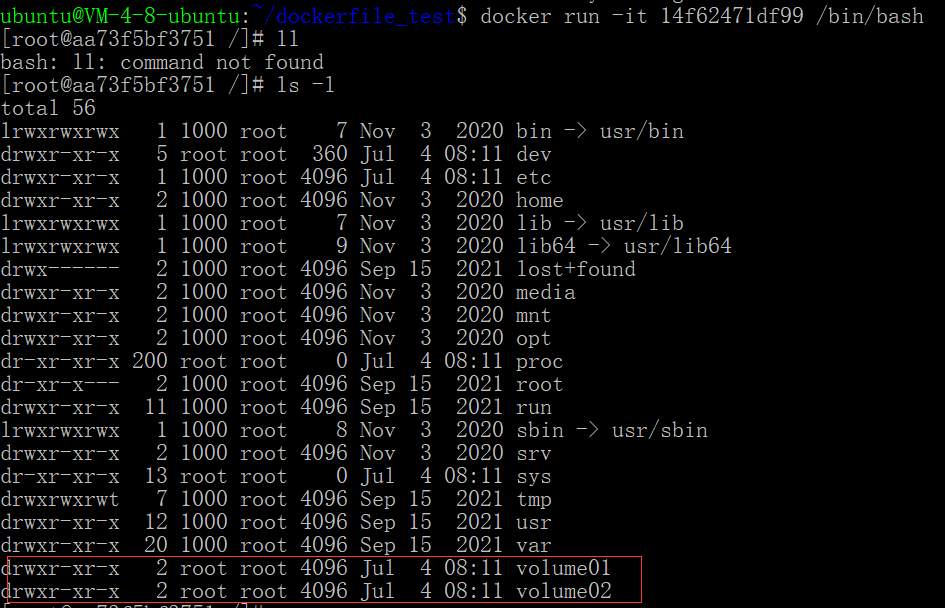 ubuntu@VM-4-8-ubuntu:~/dockerfile_test$ docker run -it 14f62471df99 /bin/bash
[root@aa73f5bf3751 /]# ll
bash: ll: command not found
[root@aa73f5bf3751 /]# ls -l
total 56
lrwxrwxrwx   1 1000 root    7 Nov  3  2020 bin -> usr/bin
drwxr-xr-x   5 root root  360 Jul  4 08:11 dev
drwxr-xr-x   1 1000 root 4096 Jul  4 08:11 etc
drwxr-xr-x   2 1000 root 4096 Nov  3  2020 home
lrwxrwxrwx   1 1000 root    7 Nov  3  2020 lib -> usr/lib
lrwxrwxrwx   1 1000 root    9 Nov  3  2020 lib64 -> usr/lib64
drwx------   2 1000 root 4096 Sep 15  2021 lost+found
drwxr-xr-x   2 1000 root 4096 Nov  3  2020 media
drwxr-xr-x   2 1000 root 4096 Nov  3  2020 mnt
drwxr-xr-x   2 1000 root 4096 Nov  3  2020 opt
dr-xr-xr-x 200 root root    0 Jul  4 08:11 proc
dr-xr-x---   2 1000 root 4096 Sep 15  2021 root
drwxr-xr-x  11 1000 root 4096 Sep 15  2021 run
lrwxrwxrwx   1 1000 root    8 Nov  3  2020 sbin -> usr/sbin
drwxr-xr-x   2 1000 root 4096 Nov  3  2020 srv
dr-xr-xr-x  13 root root    0 Jul  4 08:11 sys
drwxrwxrwt   7 1000 root 4096 Sep 15  2021 tmp
drwxr-xr-x  12 1000 root 4096 Sep 15  2021 usr
drwxr-xr-x  20 1000 root 4096 Sep 15  2021 var
drwxr-xr-x   2 root root 4096 Jul  4 08:11 volume01
drwxr-xr-x   2 root root 4096 Jul  4 08:11 volume02